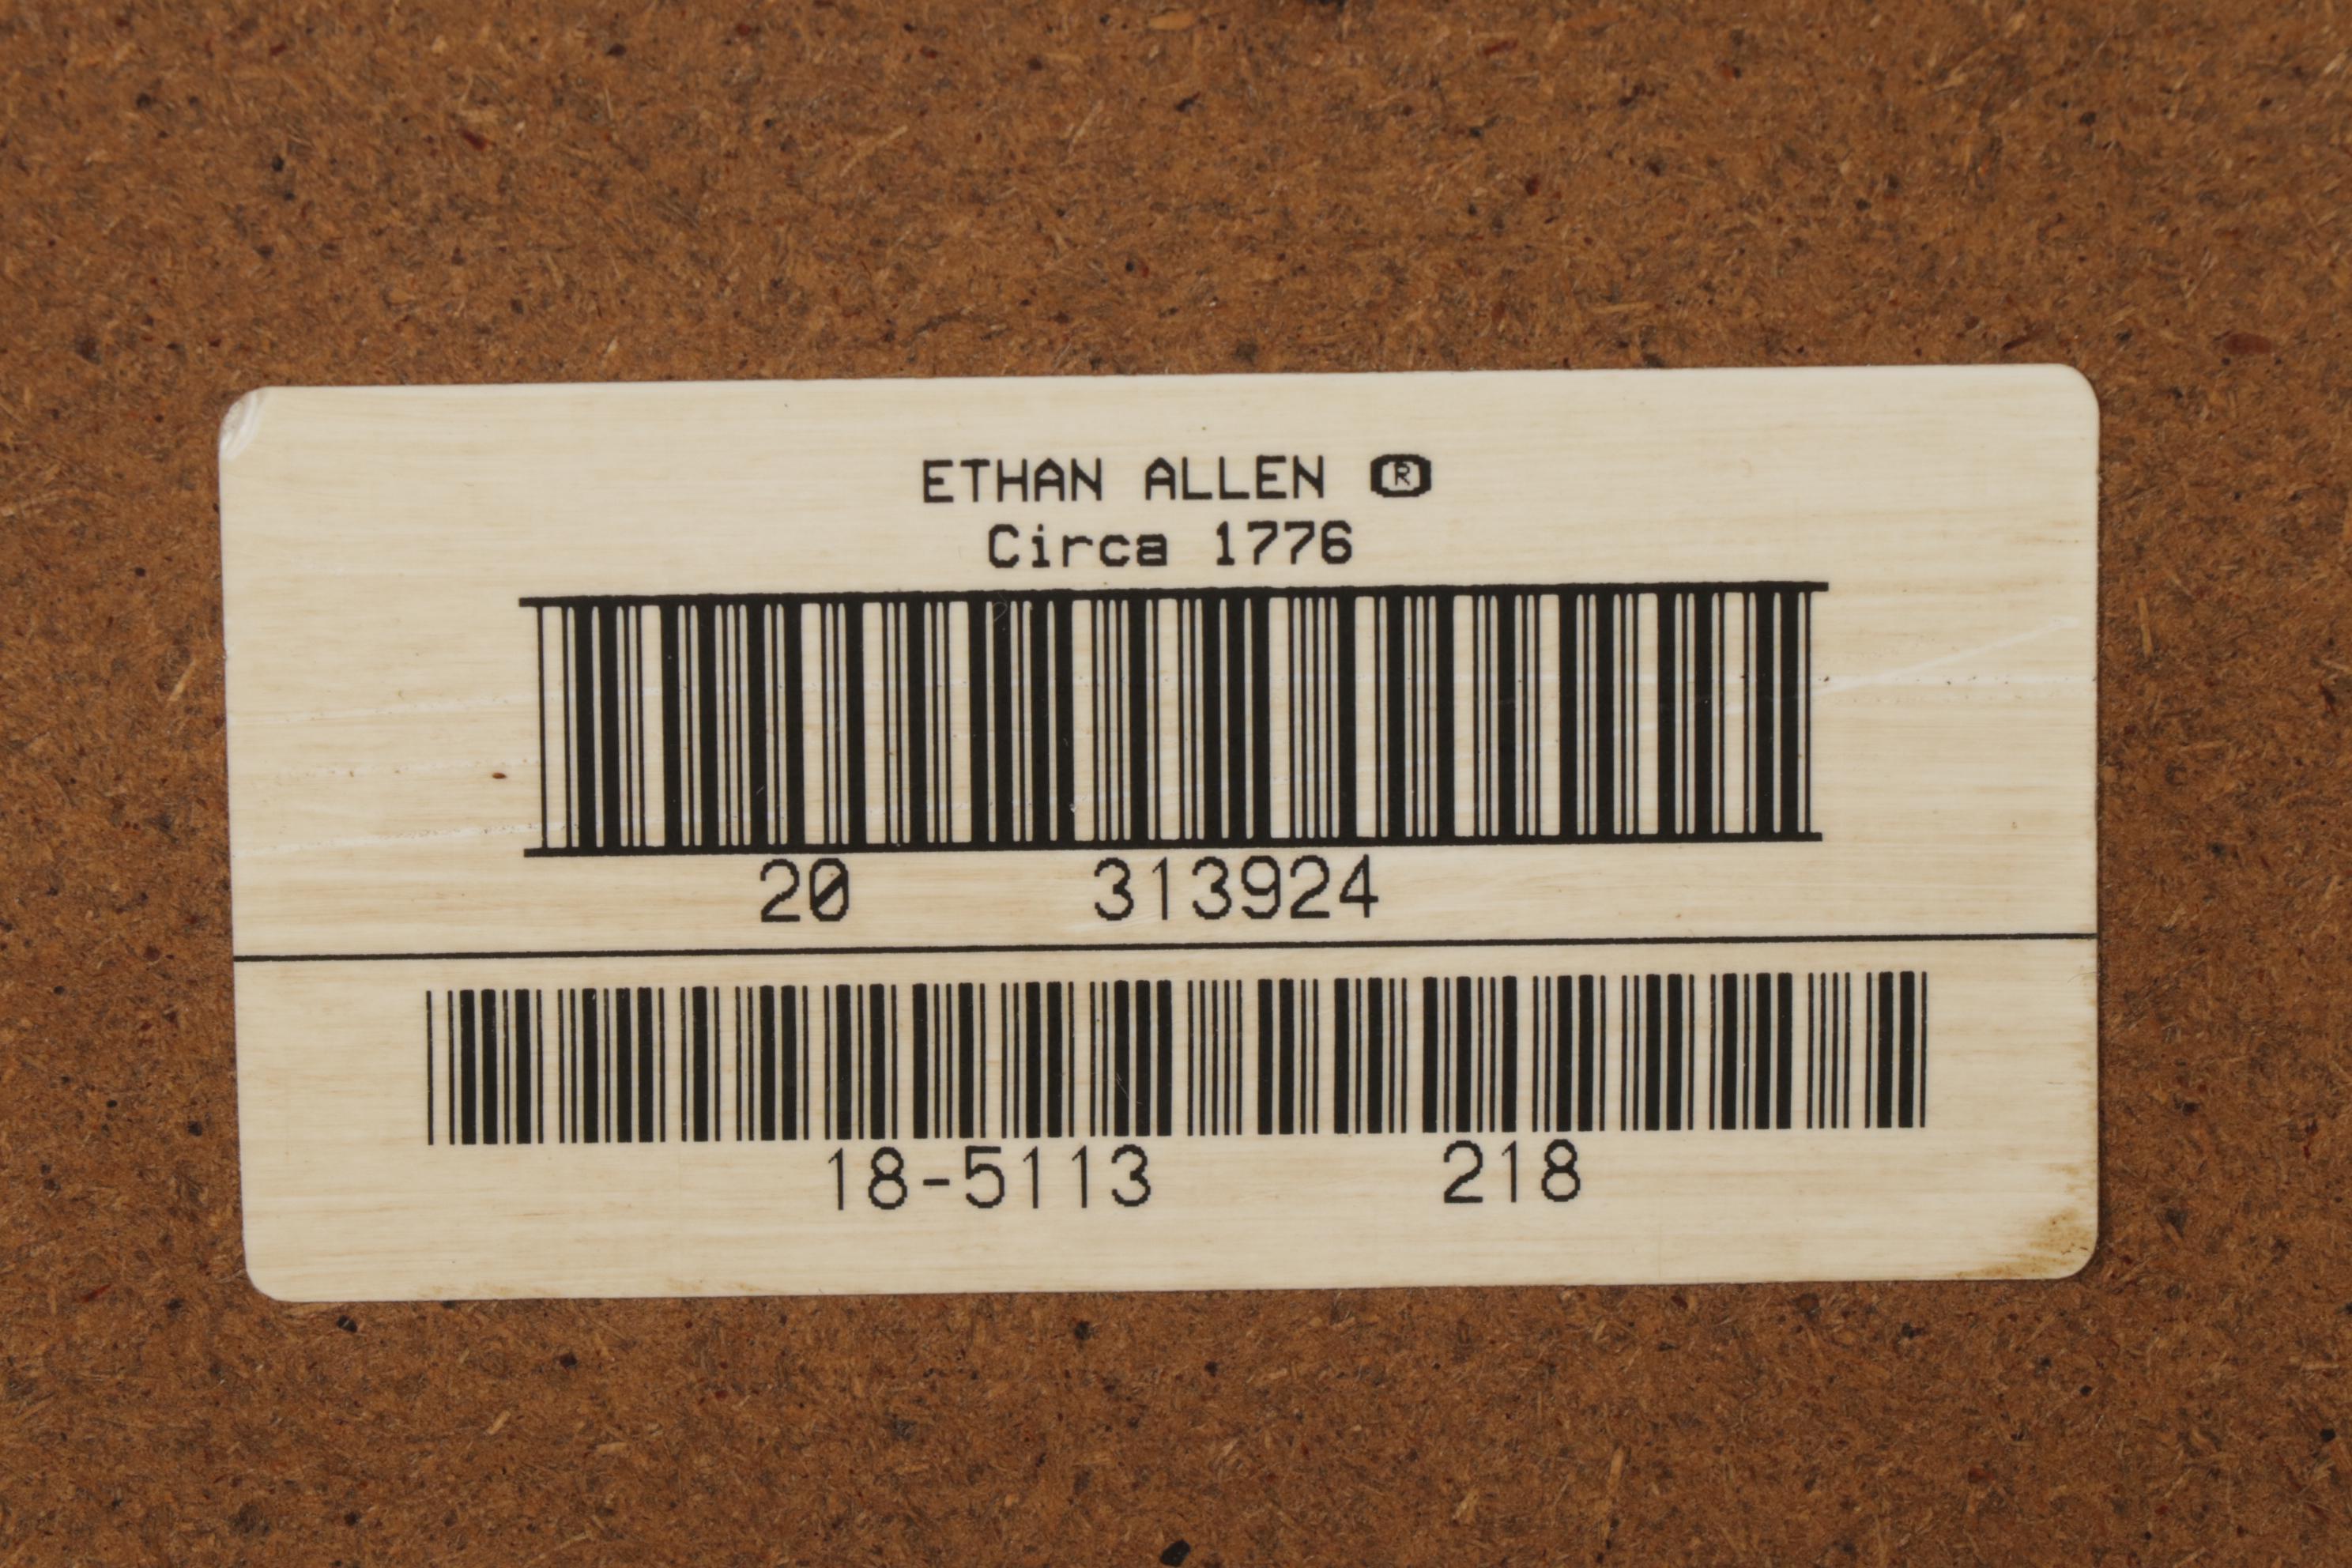 ETHAN ALLEN ®
Circa 1776
20 313924
18-5113 218